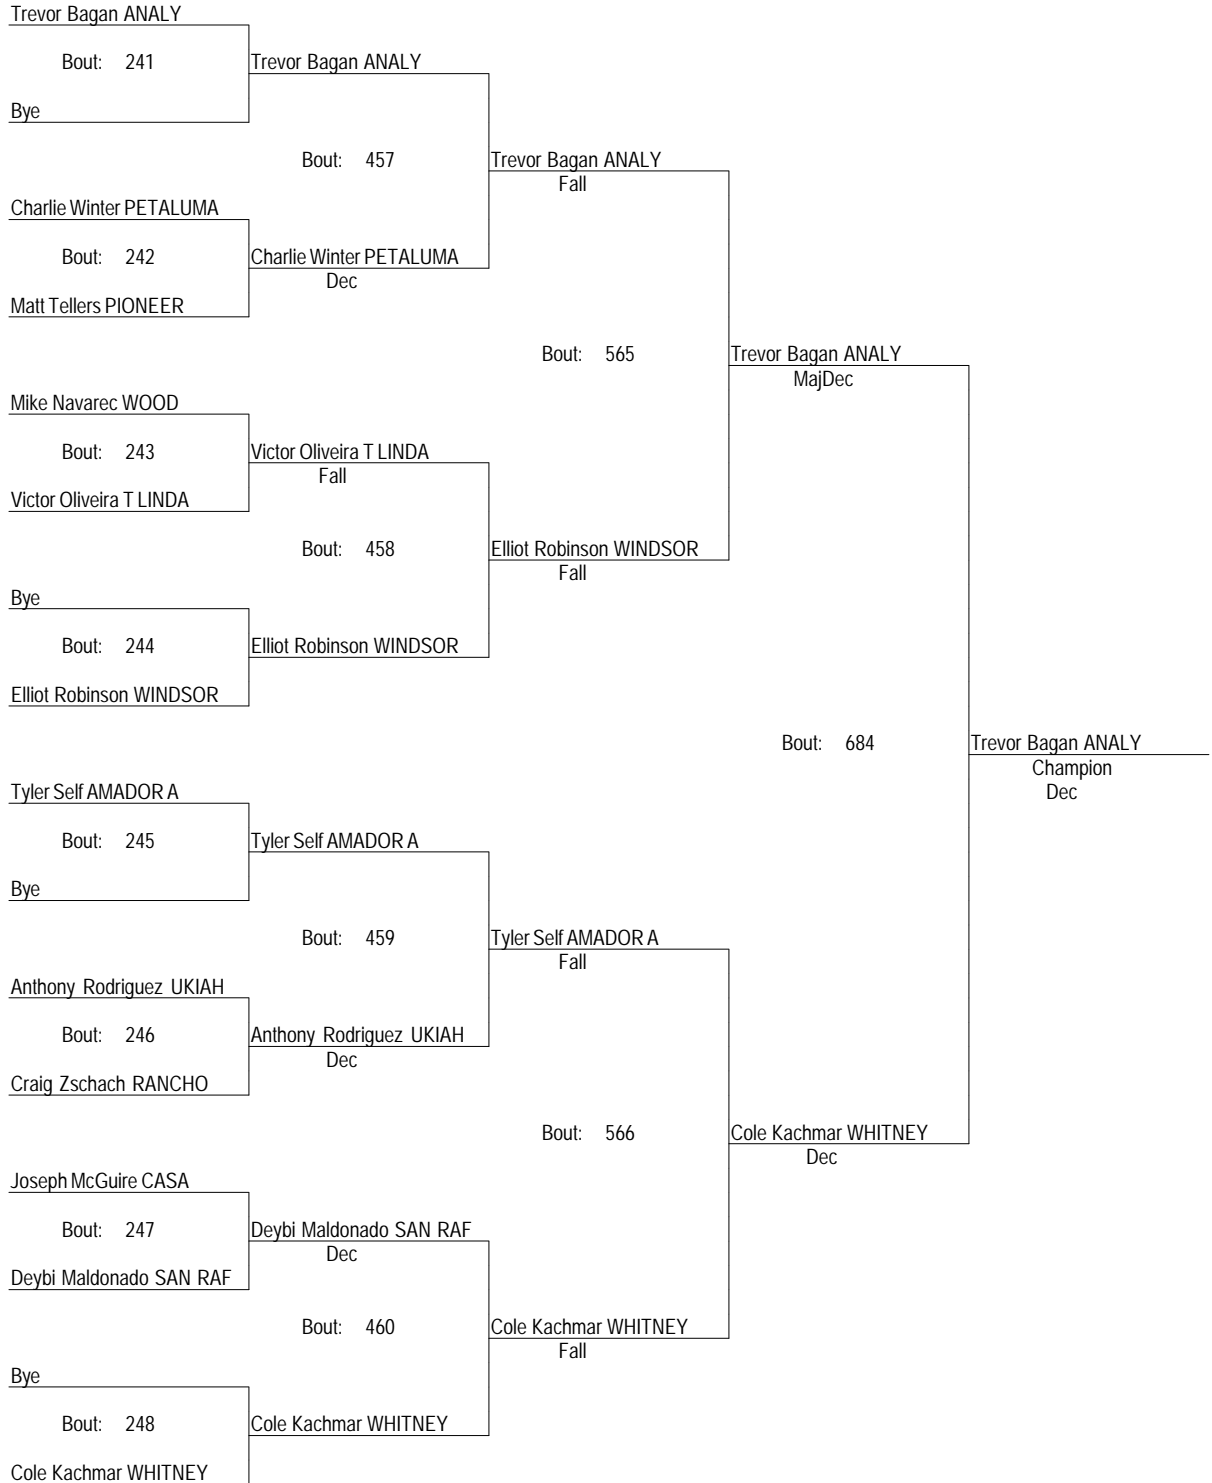 Trevor Bagan ANALY
Bout: 241
Trevor Bagan ANALY
Bye
Bout: 457
Trevor Bagan ANALY
Fall
Charlie Winter PETALUMA
Bout: 242
Charlie Winter PETALUMA
Dec
Matt Tellers PIONEER
Bout: 565
Trevor Bagan ANALY
MajDec
Mike Navarec WOOD
Bout: 243
Victor Oliveira T LINDA
Fall
Victor Oliveira T LINDA
Bout: 458
Elliot Robinson WINDSOR
Fall
Bye
Bout: 244
Elliot Robinson WINDSOR
Elliot Robinson WINDSOR
Bout: 684
Trevor Bagan ANALY
Champion
Dec
Tyler Self AMADOR A
Bout: 245
Tyler Self AMADOR A
Bye
Bout: 459
Tyler Self AMADOR A
Fall
Anthony Rodriguez UKIAH
Bout: 246
Anthony Rodriguez UKIAH
Dec
Craig Zschach RANCHO
Bout: 566
Cole Kachmar WHITNEY
Dec
Joseph McGuire CASA
Bout: 247
Deybi Maldonado SAN RAF
Dec
Deybi Maldonado SAN RAF
Bout: 460
Cole Kachmar WHITNEY
Fall
Bye
Bout: 248
Cole Kachmar WHITNEY
Cole Kachmar WHITNEY